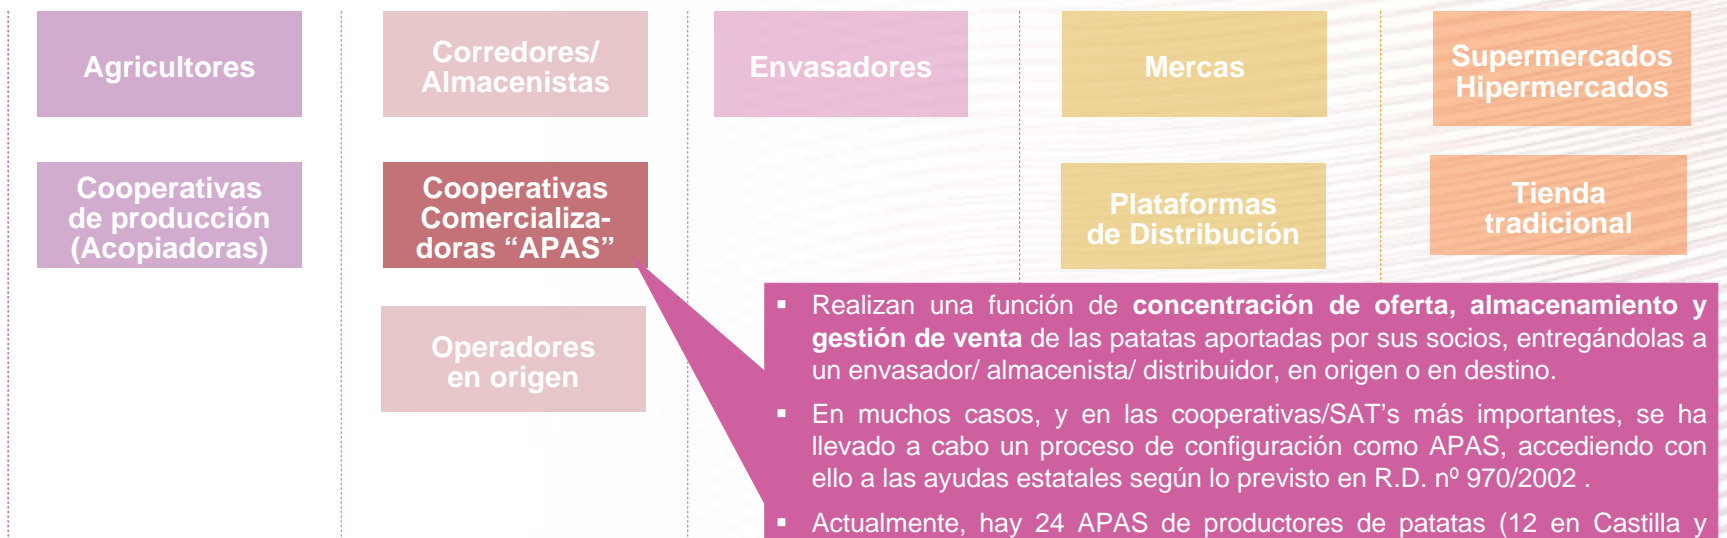 Agricultores
Corredores/
Almacenistas
Envasadores
Mercas
Supermercados
Hipermercados
Cooperativas
de producción
(Acopiadoras)
Cooperativas
Comercializa-
doras “APAS”
Plataformas
de Distribución
Tienda
tradicional
Operadores
en origen
▪ Realizan una función de concentración de oferta, almacenamiento y
gestión de venta de las patatas aportadas por sus socios, entregándolas a
un envasador/ almacenista/ distribuidor, en origen o en destino.
▪ En muchos casos, y en las cooperativas/SAT’s más importantes, se ha
llevado a cabo un proceso de configuración como APAS, accediendo con
ello a las ayudas estatales según lo previsto en R.D. nº 970/2002 .
▪ Actualmente, hay 24 APAS de productores de patatas (12 en Castilla y